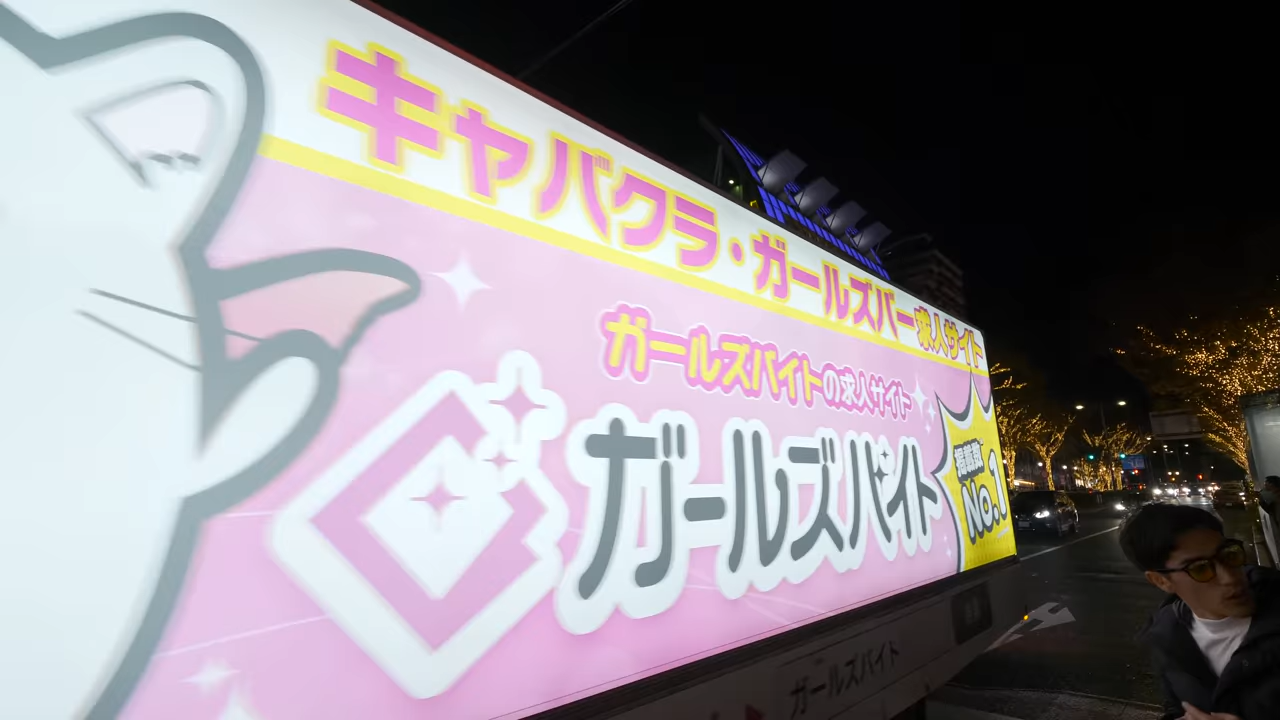 キャバクラ・ガールズバー求人サイト
ガールズバイトの求人サイト
ガールズバイト
掲載数
NO.1
ガールズバイト